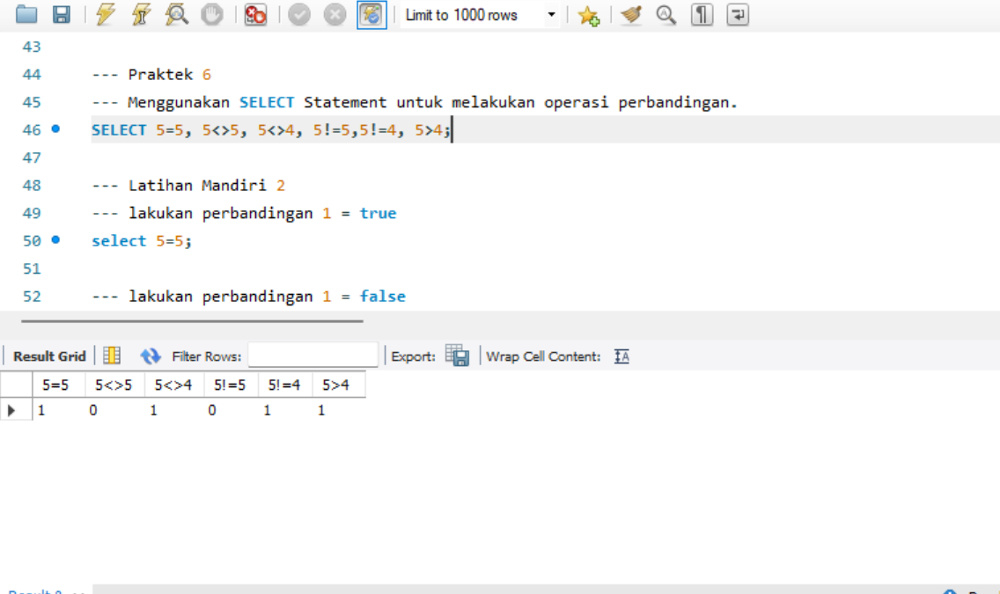 Limit to 1000 rows
43
44 --- Praktek 6
45 --- Menggunakan SELECT Statement untuk melakukan operasi perbandingan.
46 SELECT 5=5, 5<>5, 5<>4, 5!=5,5!=4, 5>4;
47
48 --- Latihan Mandiri 2
49 --- lakukan perbandingan 1 = true
50 select 5=5;
51
52 --- lakukan perbandingan 1 = false
Result Grid Filter Rows: Export: Wrap Cell Content: IA
5=5 5<>5 5<>4 5!=5 5!=4 5>4
1 0 1 0 1 1